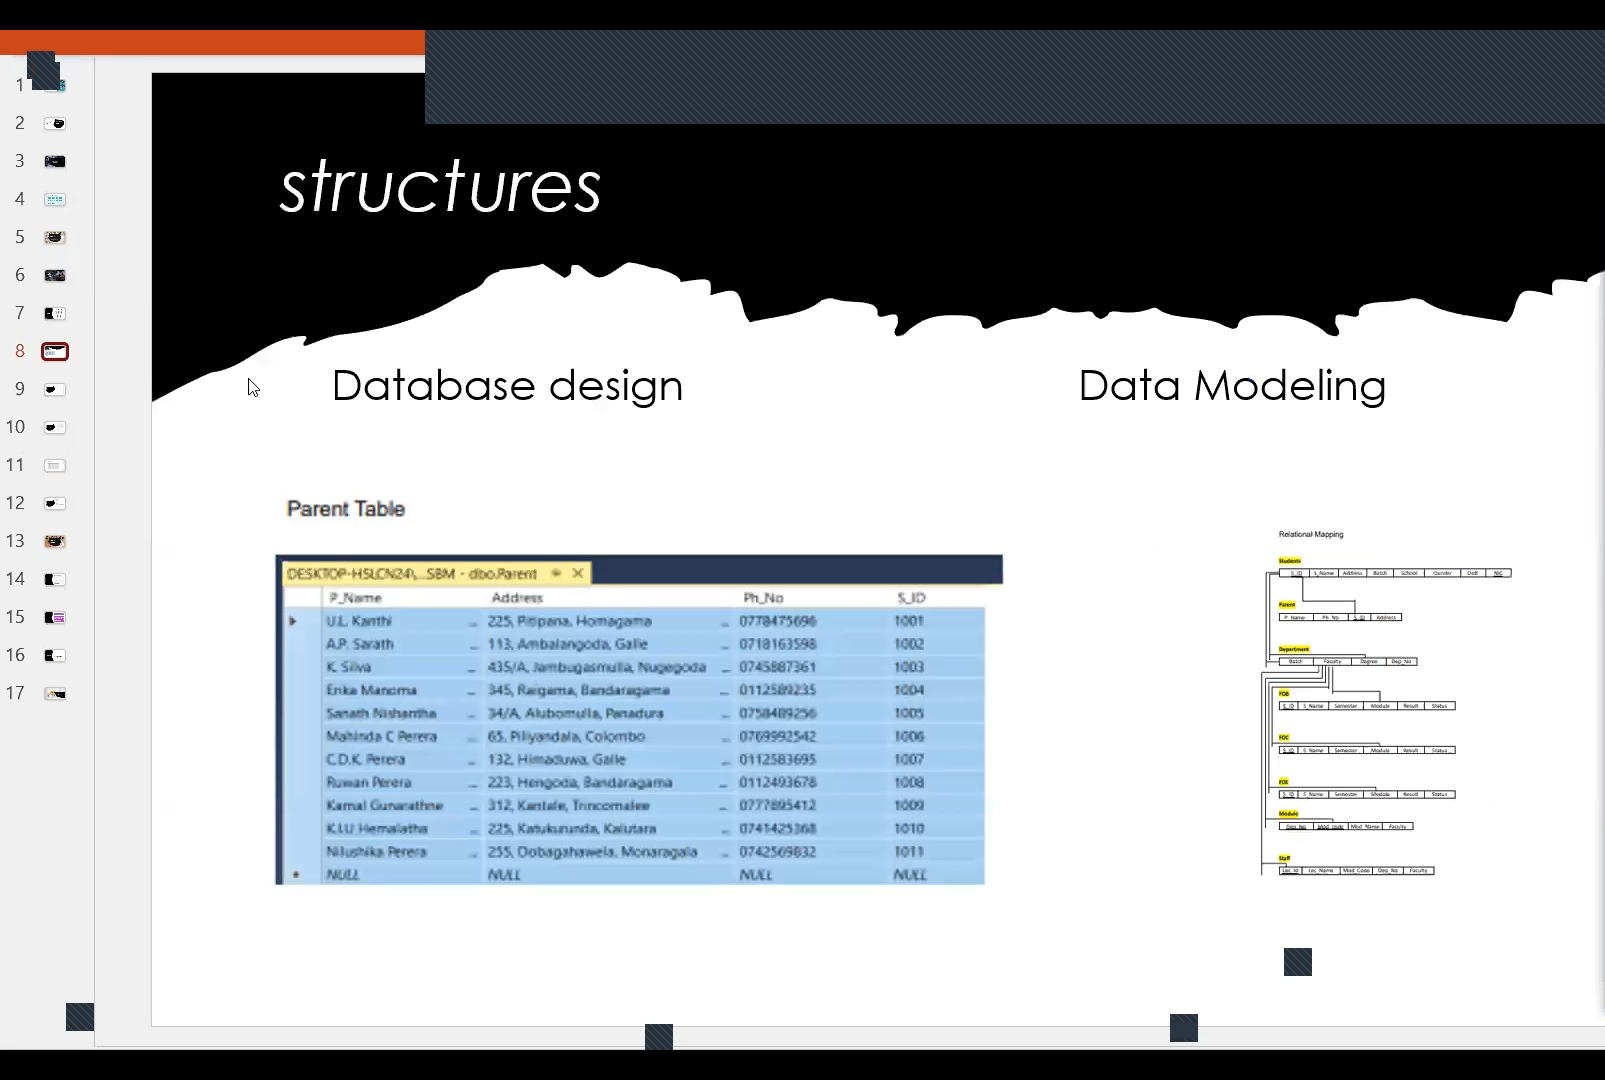 1
2
3
4
5
6
7
8
9
10
11
12
13
14
15
16
17
structures
Database design
Data Modeling
Parent Table
DESKTOP-HSLCN24\...SBM - dbo.Parent
P_Name Address Ph_No S_ID
U.L. Kanthi ... 225, Pitipana, Homagama ... 0778475696 1001
A.P. Sarath ... 113, Ambalangoda, Galle ... 0718163598 1002
K. Silva ... 435/A, Jambugasmulla, Nugegoda ... 0745887361 1003
Erika Manoma ... 345, Raigama, Bandaragama ... 0112589235 1004
Sanath Nishantha ... 34/A, Alubomulla, Panadura ... 0758489256 1005
Mahinda C Perera ... 65, Piliyandala, Colombo ... 0769992542 1006
C.D.K. Perera ... 132, Himaduwa, Galle ... 0112583695 1007
Ruwan Perera ... 223, Hengoda, Bandaragama ... 0112493678 1008
Kamal Gunarathne ... 312, Kantale, Trincomalee ... 0777895412 1009
K.I.U Hemalatha ... 225, Katukurunda, Kalutara ... 0741425368 1010
Nilushika Perera ... 255, Dobagahawela, Monaragala ... 0742569832 1011
NULL NULL NULL NULL
Relational Mapping
Students
S_ID S_Name Address Batch School Gender DoB NIC
Parent
P_Name Ph_No S_ID Address
Department
Batch Faculty Degree Dep_No
FOB
S_ID S_Name Semester Module Result Status
FOC
S_ID S_Name Semester Module Result Status
FOE
S_ID S_Name Semester Module Result Status
Module
Dep_No Mod_code Mod_Name Faculty
Staff
Lec_Id Lec_Name Mod_Code Dep_No Faculty